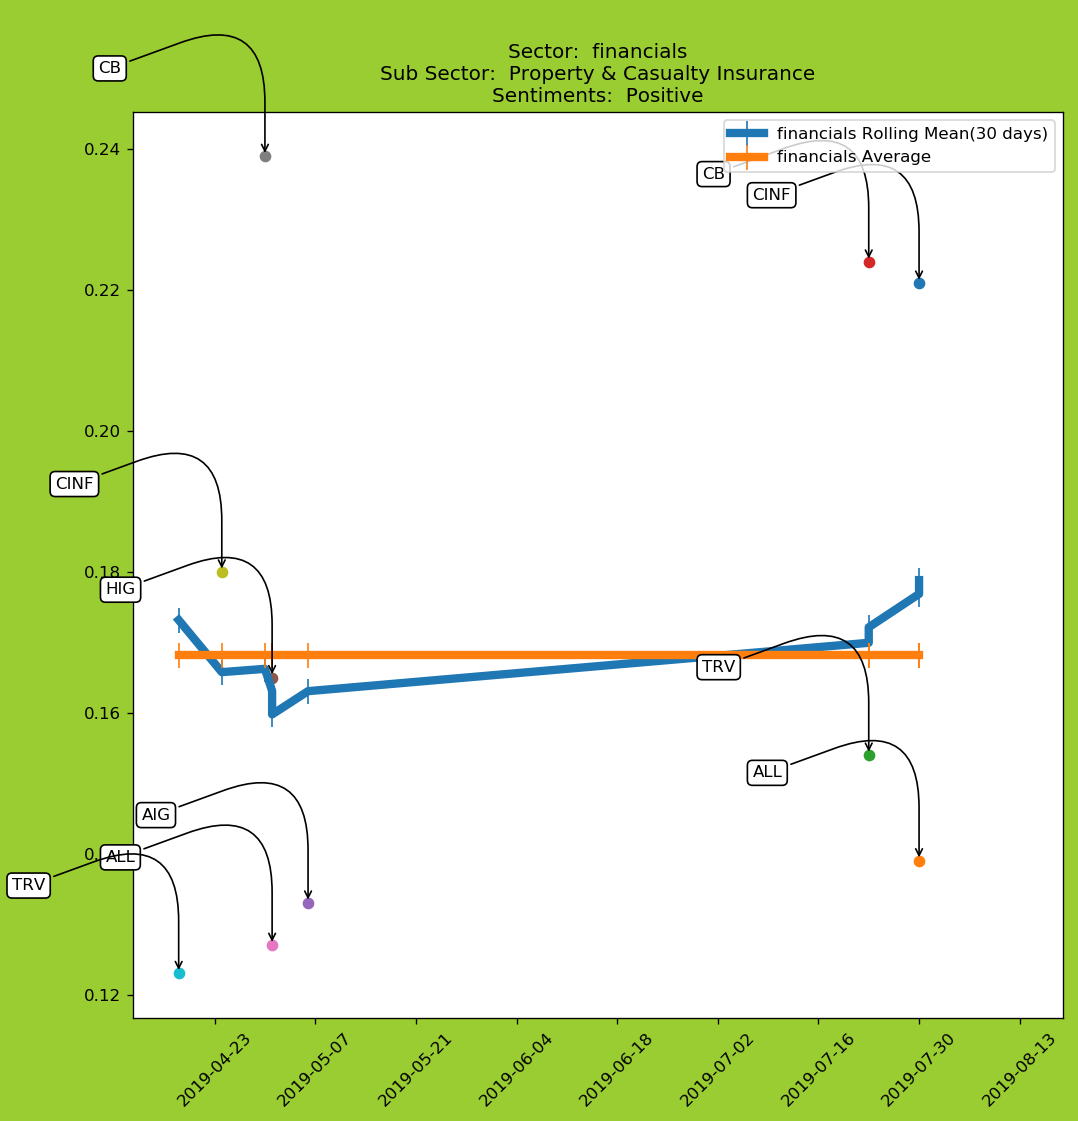 CB
Sector:  financials
Sub Sector:  Property & Casualty Insurance
Sentiments:  Positive
financials Rolling Mean(30 days)
financials Average
0.24
CB
CINF
0.22
0.20
CINF
0.18
HIG
TRV
0.16
ALL
AIG
0.
ALL
TRV
0.12
2019-04-23
2019-05-07
2019-05-21
2019-06-04
2019-06-18
2019-07-02
2019-07-16
2019-07-30
2019-08-13